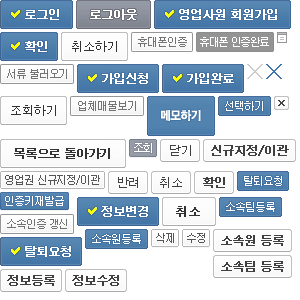 로그인 로그아웃 영업사원 회원가입
확인 취소하기 휴대폰인증 휴대폰 인증완료
서류 불러오기 가입신청 가입완료
조회하기 업체매물보기 메모하기 선택하기
목록으로 돌아가기 조회 닫기 신규지정/이관
영업권 신규지정/이관 반려 취소 확인 탈퇴요청
인증키재발급 정보변경 취소 소속팀등록
소속인증 갱신
탈퇴요청 소속원등록 삭제 수정 소속원 등록
정보등록 정보수정 소속팀 등록